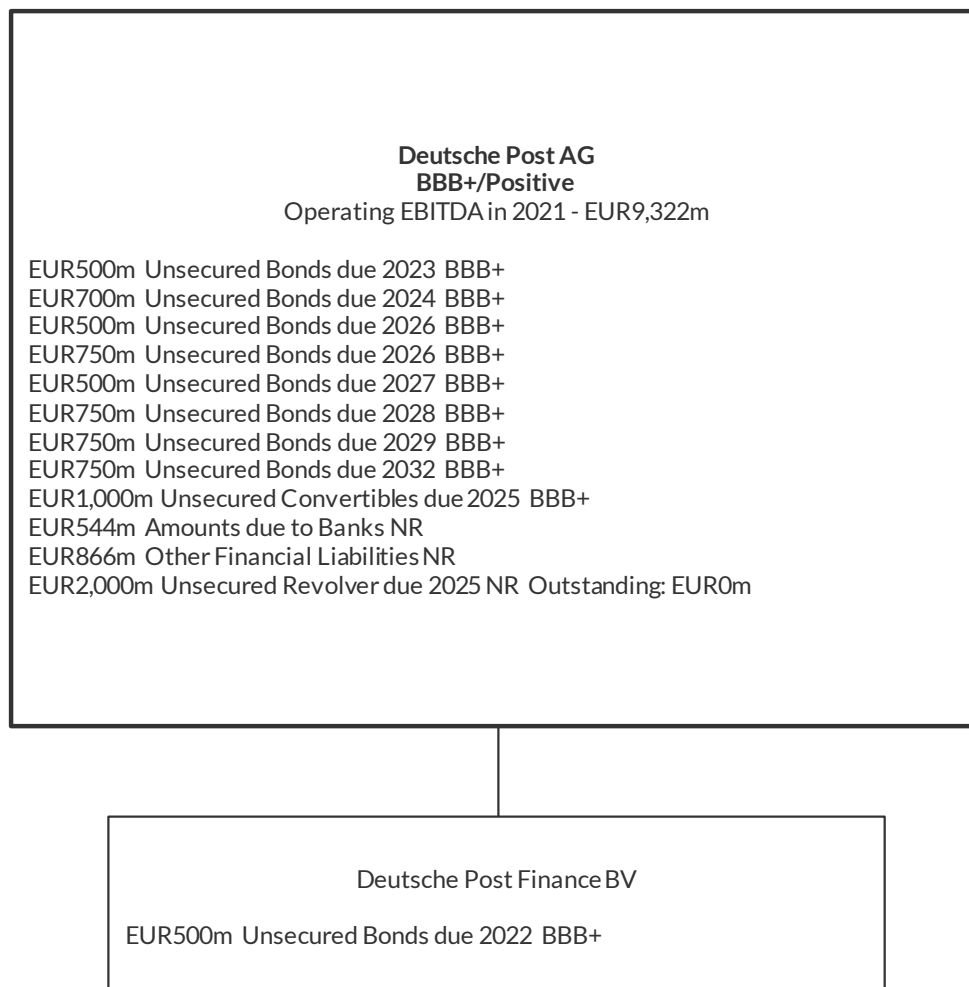 Deutsche Post AG
BBB+/Positive
Operating EBITDA in 2021 - EUR9,322m
EUR500m Unsecured Bonds due 2023 BBB+
EUR700m Unsecured Bonds due 2024 BBB+
EUR500m Unsecured Bonds due 2026 BBB+
EUR750m Unsecured Bonds due 2026 BBB+
EUR500m Unsecured Bonds due 2027 BBB+
EUR750m Unsecured Bonds due 2028 BBB+
EUR750m Unsecured Bonds due 2029 BBB+
EUR750m Unsecured Bonds due 2032 BBB+
EUR1,000m Unsecured Convertibles due 2025 BBB+
EUR544m Amounts due to Banks NR
EUR866m Other Financial Liabilities NR
EUR2,000m Unsecured Revolver due 2025 NR Outstanding: EUR0m
Deutsche Post Finance BV
EUR500m Unsecured Bonds due 2022 BBB+